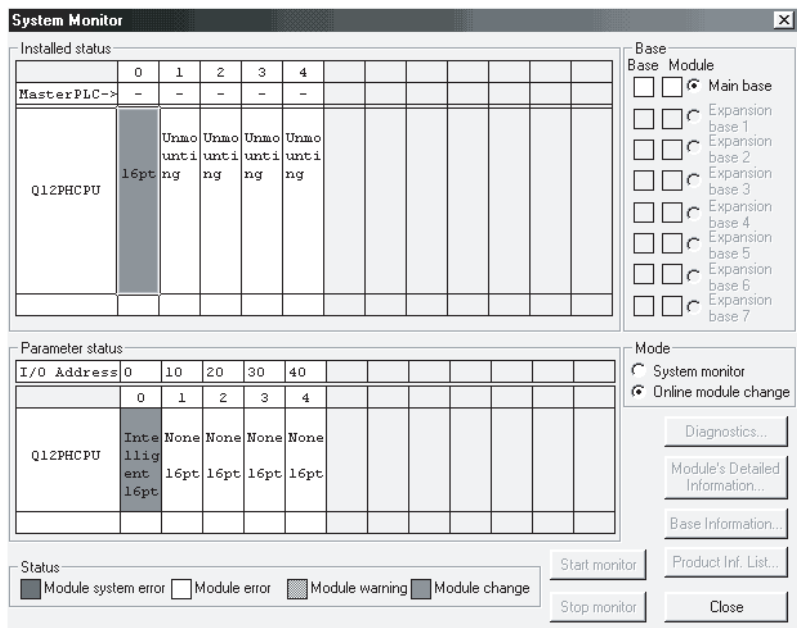 System Monitor
Installed status
0 1 2 3 4
MasterPLC-> - - - - -
Q12PHCPU
16pt
Unmo
unti
ng
Unmo
unti
ng
Unmo
unti
ng
Unmo
unti
ng
Base
Base Module
Main base
Expansion
base 1
Expansion
base 2
Expansion
base 3
Expansion
base 4
Expansion
base 5
Expansion
base 6
Expansion
base 7
Parameter status
I/O Address 0 10 20 30 40
0 1 2 3 4
Q12PHCPU
Inte
llig
ent
16pt
None
16pt
None
16pt
None
16pt
None
16pt
Mode
System monitor
Online module change
Diagnostics...
Module's Detailed
Information...
Base Information...
Product Inf. List...
Close
Start monitor
Stop monitor
Status
Module system error Module error Module warning Module change